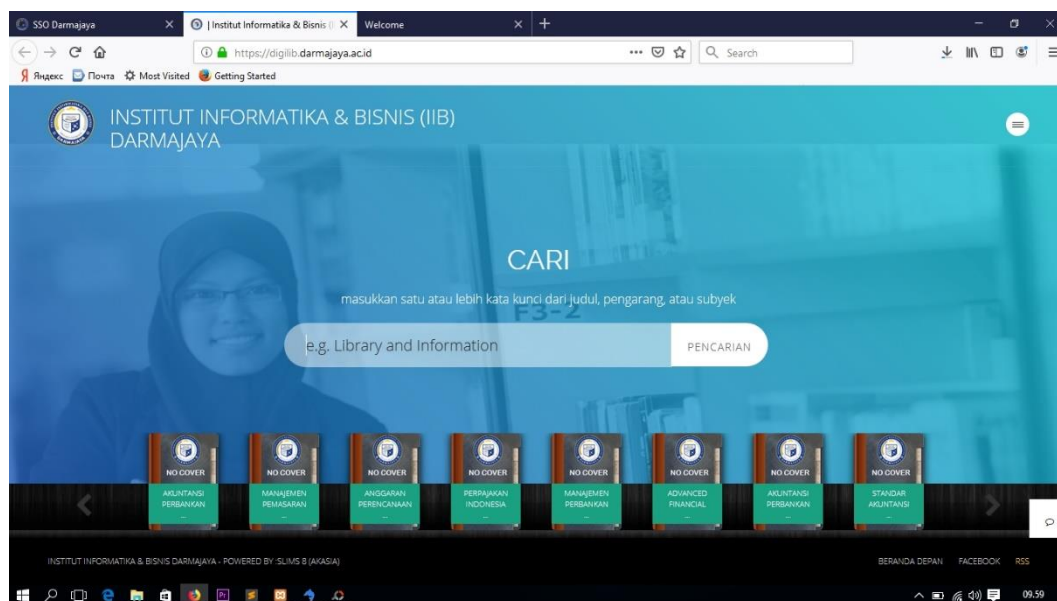 SSO Darmajaya
| Institut Informatika & Bisnis (I
Welcome
https://digilib.darmajaya.ac.id
Search
Яндекс Почта Most Visited Getting Started
INSTITUT INFORMATIKA & BISNIS (IIB)
DARMAJAYA
CARI
masukkan satu atau lebih kata kunci dari judul, pengarang, atau subyek
F3-2
e.g. Library and Information
PENCARIAN
NO COVER NO COVER NO COVER NO COVER NO COVER NO COVER NO COVER NO COVER
AKUNTANSI MANAJEMEN ANGGARAN PERPAJAKAN MANAJEMEN ADVANCED AKUNTANSI STANDAR
PERBANKAN PEMASARAN PERENCANAAN INDONESIA PERBANKAN FINANCIAL PERBANKAN AKUNTANSI
... ... ... ... ... ... ... ...
INSTITUT INFORMATIKA & BISNIS DARMAJAYA - POWERED BY :SLIMS 8 (AKASIA)
BERANDA DEPAN FACEBOOK RSS
09.59